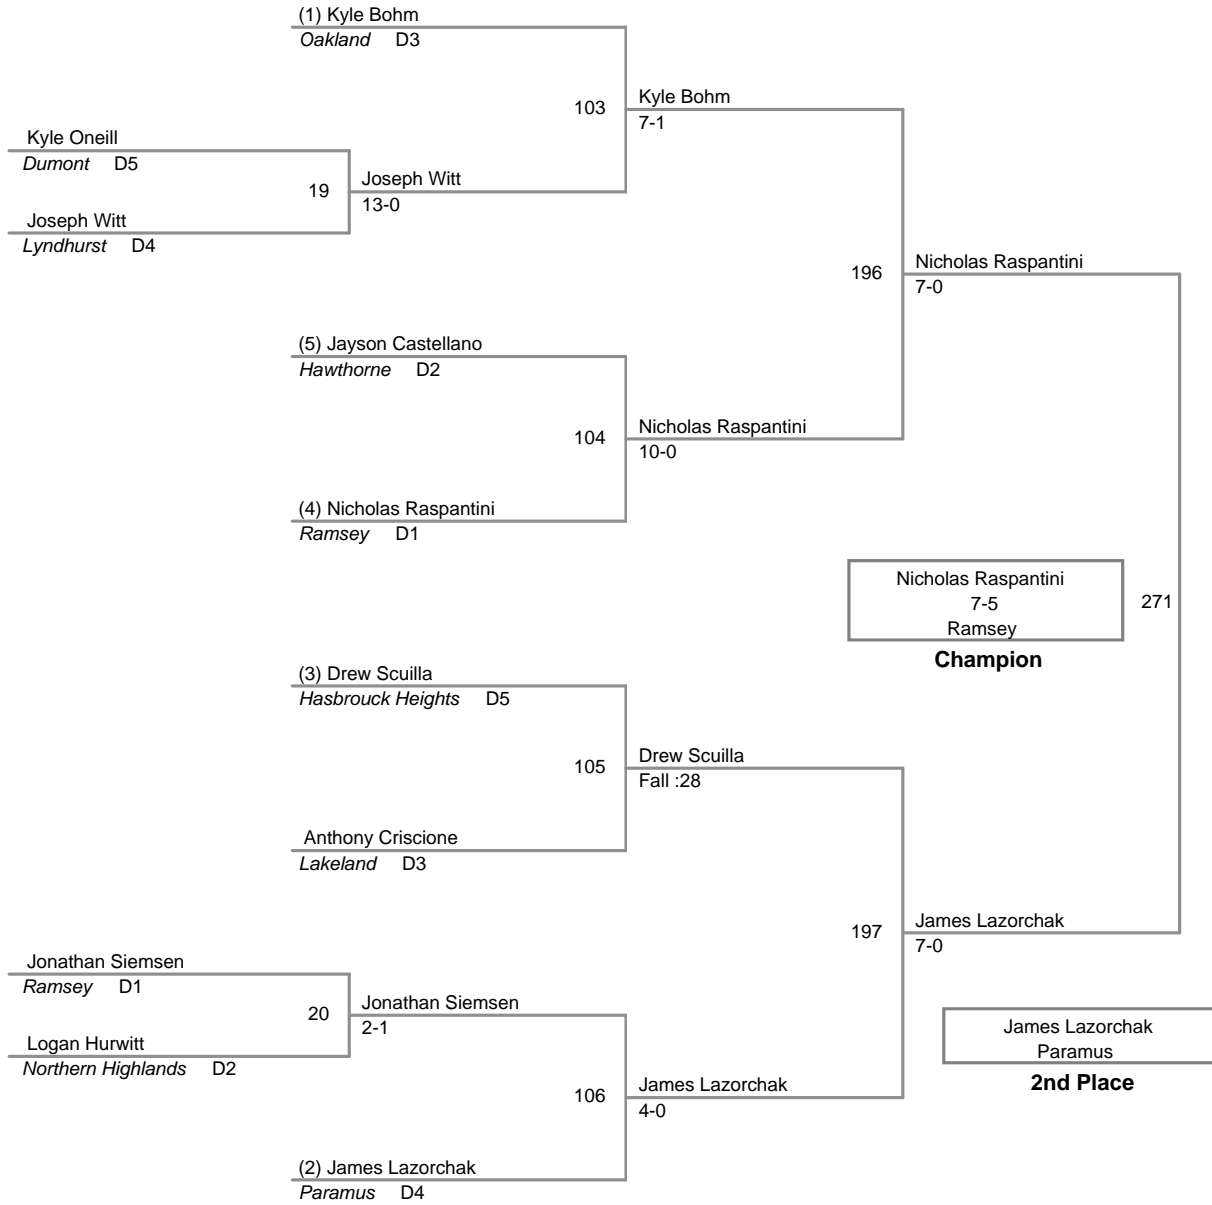 (1) Kyle Bohm
Oakland D3
103
Kyle Bohm
7-1
Kyle Oneill
Dumont D5
19
Joseph Witt
13-0
Joseph Witt
Lyndhurst D4
196
Nicholas Raspantini
7-0
(5) Jayson Castellano
Hawthorne D2
104
Nicholas Raspantini
10-0
(4) Nicholas Raspantini
Ramsey D1
Nicholas Raspantini
7-5
Ramsey
Champion
271
(3) Drew Scuilla
Hasbrouck Heights D5
105
Drew Scuilla
Fall :28
Anthony Criscione
Lakeland D3
197
James Lazorchak
7-0
Jonathan Siemsen
Ramsey D1
20
Jonathan Siemsen
2-1
Logan Hurwitt
Northern Highlands D2
James Lazorchak
Paramus
2nd Place
106
James Lazorchak
4-0
(2) James Lazorchak
Paramus D4